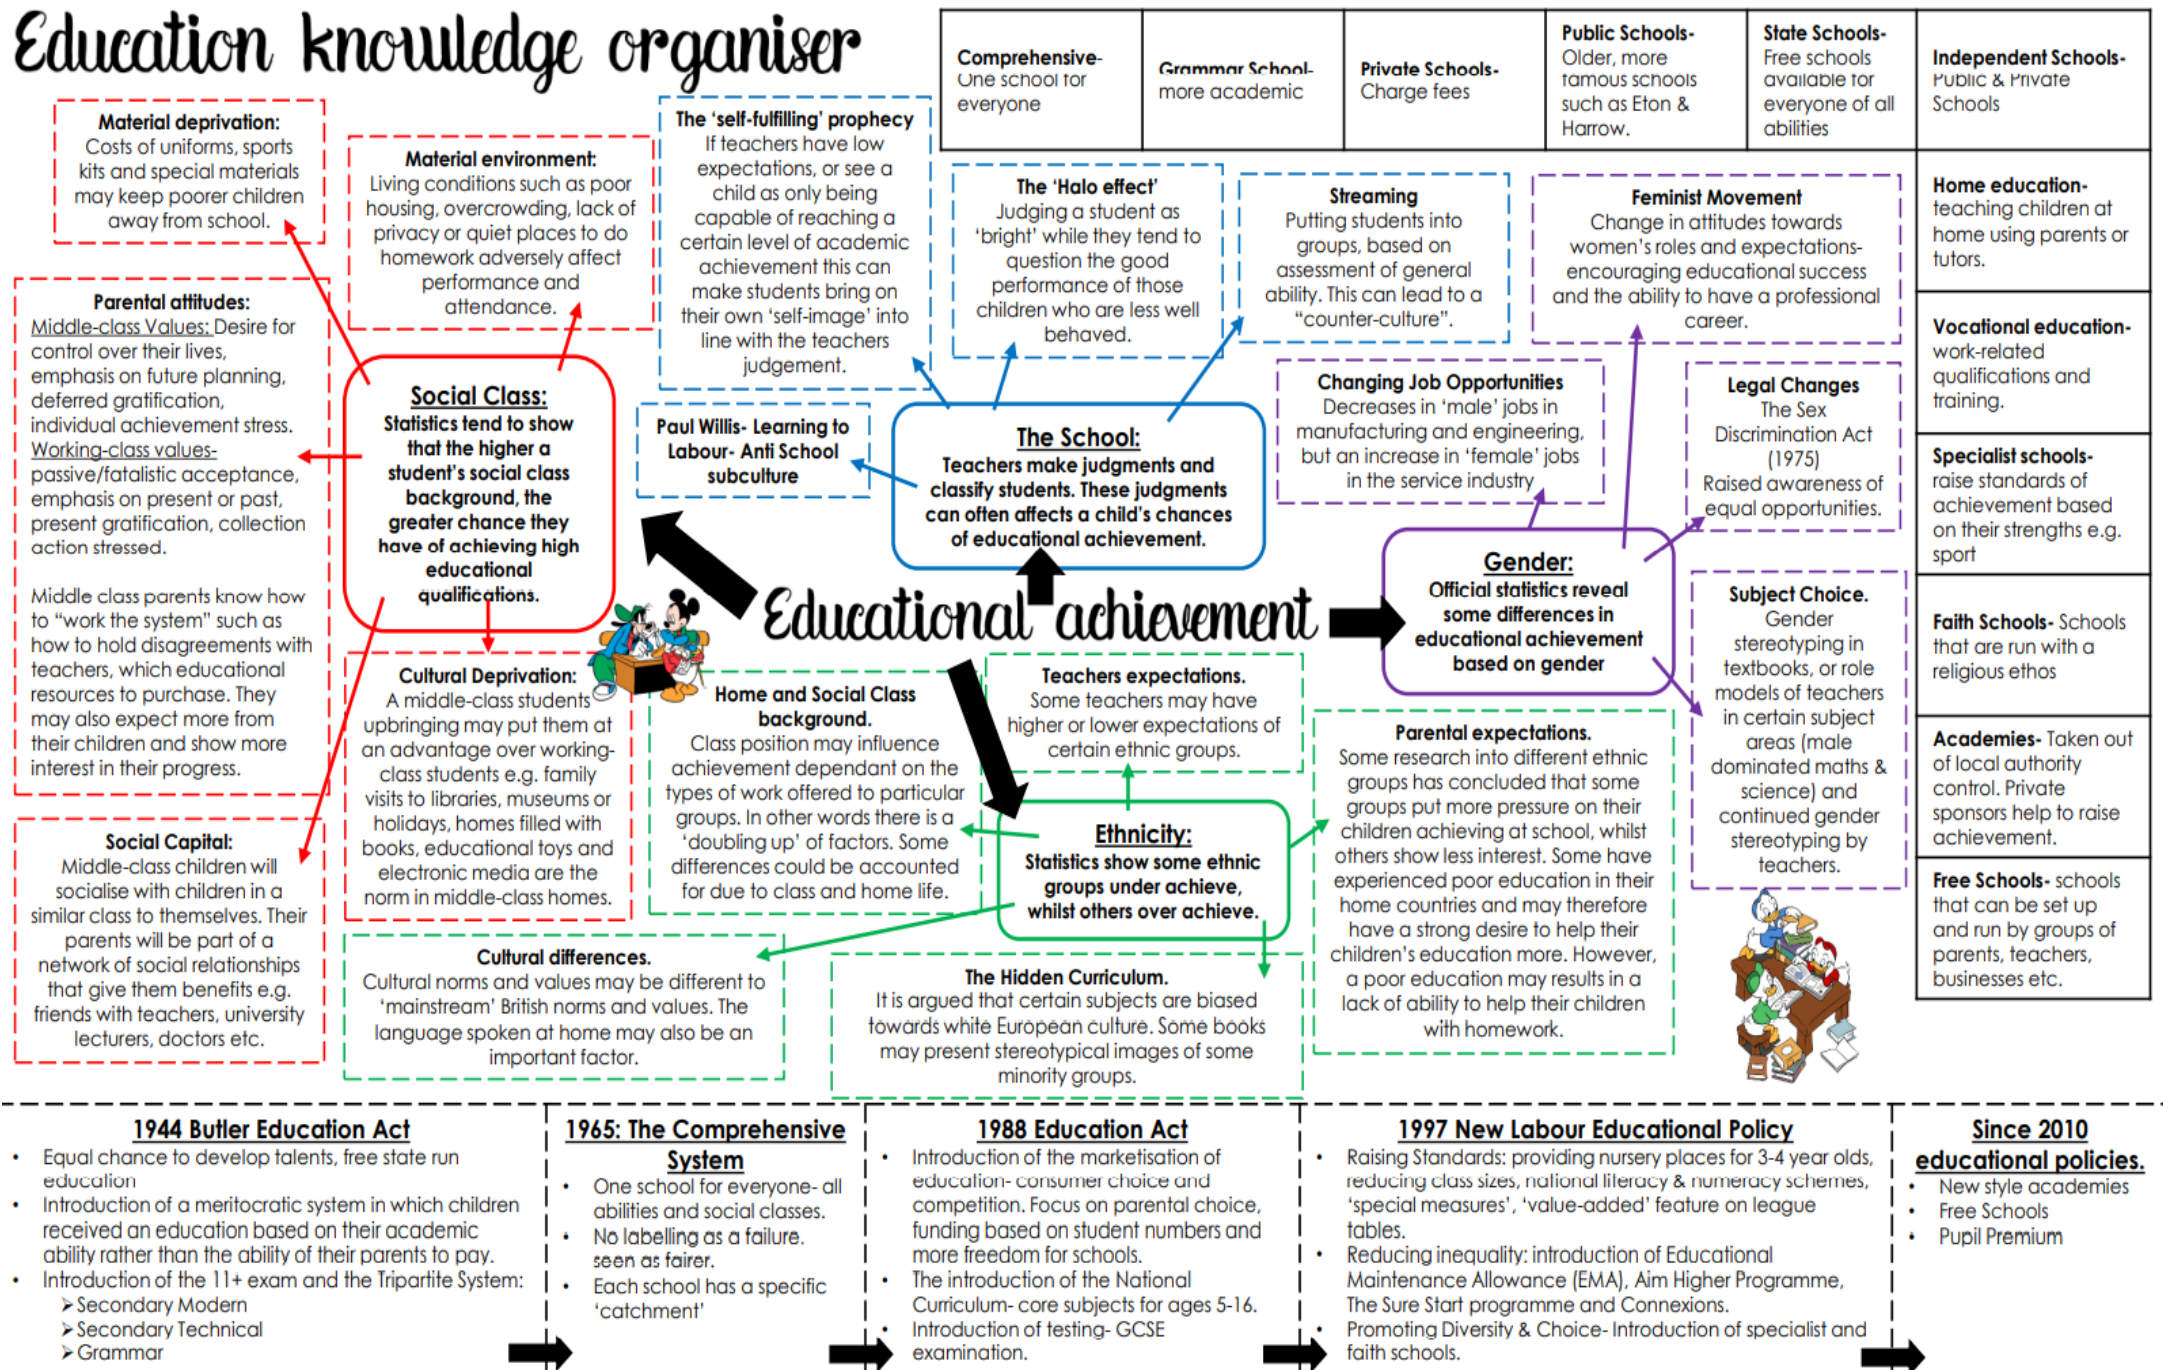 Education knowledge organiser
Comprehensive-
One school for
everyone
Grammar School-
more academic
Private Schools-
Charge fees
Public Schools-
Older, more
famous schools
such as Eton &
Harrow.
State Schools-
Free schools
available for
everyone of all
abilities
Independent Schools-
Public & Private
Schools
Home education-
teaching children at
home using parents or
tutors.
Vocational education-
work-related
qualifications and
training.
Specialist schools-
raise standards of
achievement based
on their strengths e.g.
sport
Faith Schools- Schools
that are run with a
religious ethos
Academies- Taken out
of local authority
control. Private
sponsors help to raise
achievement.
Free Schools- schools
that can be set up
and run by groups of
parents, teachers,
businesses etc.
Material deprivation:
Costs of uniforms, sports
kits and special materials
may keep poorer children
away from school.
Material environment:
Living conditions such as poor
housing, overcrowding, lack of
privacy or quiet places to do
homework adversely affect
performance and
attendance.
Parental attitudes:
Middle-class Values: Desire for
control over their lives,
emphasis on future planning,
deferred gratification,
individual achievement stress.
Working-class values-
passive/fatalistic acceptance,
emphasis on present or past,
present gratification, collection
action stressed.
Middle class parents know how
to “work the system” such as
how to hold disagreements with
teachers, which educational
resources to purchase. They
may also expect more from
their children and show more
interest in their progress.
Social Class:
Statistics tend to show
that the higher a
student’s social class
background, the
greater chance they
have of achieving high
educational
qualifications.
Social Capital:
Middle-class children will
socialise with children in a
similar class to themselves. Their
parents will be part of a
network of social relationships
that give them benefits e.g.
friends with teachers, university
lecturers, doctors etc.
Cultural Deprivation:
A middle-class students
upbringing may put them at
an advantage over working-
class students e.g. family
visits to libraries, museums or
holidays, homes filled with
books, educational toys and
electronic media are the
norm in middle-class homes.
The ‘self-fulfilling’ prophecy
If teachers have low
expectations, or see a
child as only being
capable of reaching a
certain level of academic
achievement this can
make students bring on
their own ‘self-image’ into
line with the teachers
judgement.
The ‘Halo effect’
Judging a student as
‘bright’ while they tend to
question the good
performance of those
children who are less well
behaved.
Streaming
Putting students into
groups, based on
assessment of general
ability. This can lead to a
“counter-culture”.
Paul Willis- Learning to
Labour- Anti School
subculture
The School:
Teachers make judgments and
classify students. These judgments
can often affects a child’s chances
of educational achievement.
Feminist Movement
Change in attitudes towards
women’s roles and expectations-
encouraging educational success
and the ability to have a professional
career.
Changing Job Opportunities
Decreases in ‘male’ jobs in
manufacturing and engineering,
but an increase in ‘female’ jobs
in the service industry
Legal Changes
The Sex
Discrimination Act
(1975)
Raised awareness of
equal opportunities.
Gender:
Official statistics reveal
some differences in
educational achievement
based on gender
Subject Choice.
Gender
stereotyping in
textbooks, or role
models of teachers
in certain subject
areas (male
dominated maths &
science) and
continued gender
stereotyping by
teachers.
Educational achievement
Home and Social Class
background.
Class position may influence
achievement dependant on the
types of work offered to particular
groups. In other words there is a
‘doubling up’ of factors. Some
differences could be accounted
for due to class and home life.
Teachers expectations.
Some teachers may have
higher or lower expectations of
certain ethnic groups.
Ethnicity:
Statistics show some ethnic
groups under achieve,
whilst others over achieve.
Parental expectations.
Some research into different ethnic
groups has concluded that some
groups put more pressure on their
children achieving at school, whilst
others show less interest. Some have
experienced poor education in their
home countries and may therefore
have a strong desire to help their
children’s education more. However,
a poor education may results in a
lack of ability to help their children
with homework.
Cultural differences.
Cultural norms and values may be different to
‘mainstream’ British norms and values. The
language spoken at home may also be an
important factor.
The Hidden Curriculum.
It is argued that certain subjects are biased
towards white European culture. Some books
may present stereotypical images of some
minority groups.
1944 Butler Education Act
• Equal chance to develop talents, free state run
education
• Introduction of a meritocratic system in which children
received an education based on their academic
ability rather than the ability of their parents to pay.
• Introduction of the 11+ exam and the Tripartite System:
➢Secondary Modern
➢Secondary Technical
➢Grammar
1965: The Comprehensive
System
• One school for everyone- all
abilities and social classes.
• No labelling as a failure.
seen as fairer.
• Each school has a specific
‘catchment’
1988 Education Act
• Introduction of the marketisation of
education- consumer choice and
competition. Focus on parental choice,
funding based on student numbers and
more freedom for schools.
• The introduction of the National
Curriculum- core subjects for ages 5-16.
• Introduction of testing- GCSE
examination.
1997 New Labour Educational Policy
• Raising Standards: providing nursery places for 3-4 year olds,
reducing class sizes, national literacy & numeracy schemes,
‘special measures’, ‘value-added’ feature on league
tables.
• Reducing inequality: introduction of Educational
Maintenance Allowance (EMA), Aim Higher Programme,
The Sure Start programme and Connexions.
• Promoting Diversity & Choice- Introduction of specialist and
faith schools.
Since 2010
educational policies.
• New style academies
• Free Schools
• Pupil Premium